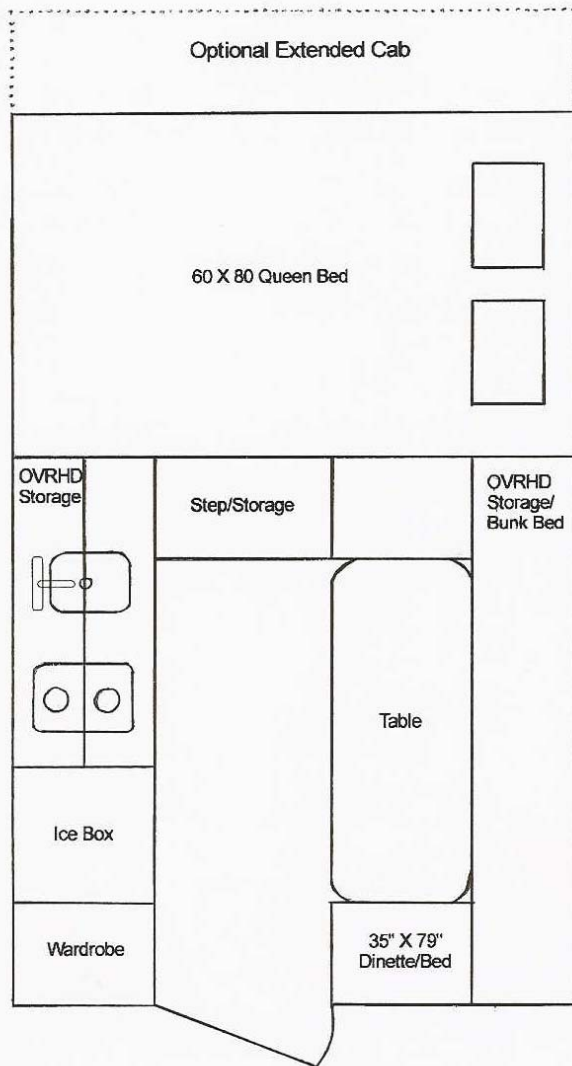 Optional Extended Cab
60 X 80 Queen Bed
OVRHD
Storage
Step/Storage
OVRHD
Storage/
Bunk Bed
Table
Ice Box
Wardrobe
35" X 79"
Dinette/Bed